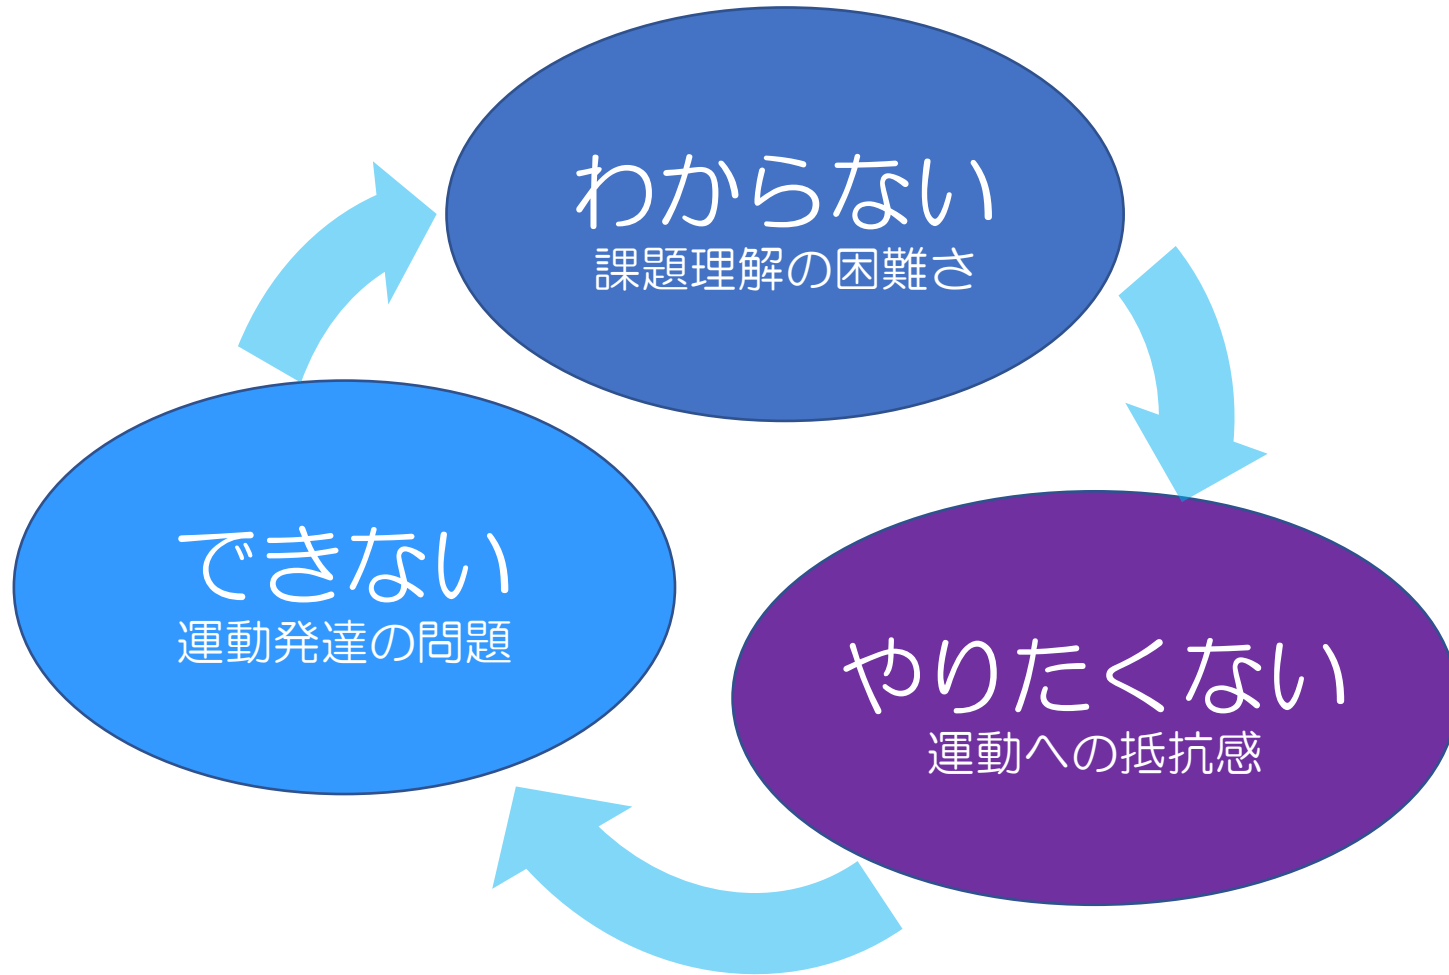 わからない
課題理解の困難さ
できない
運動発達の問題
やりたくない
運動への抵抗感